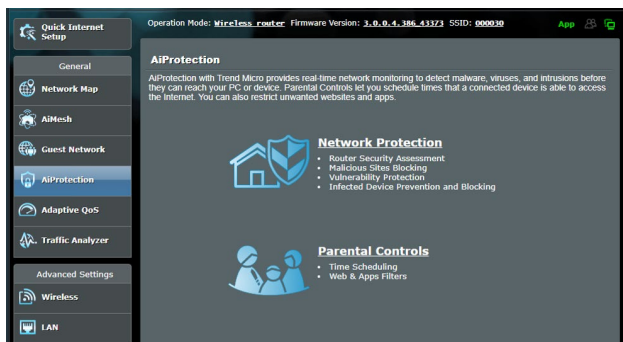 Quick Internet
Setup
Operation Mode: Wireless router Firmware Version: 3.0.0.4.386_43373 SSID: 000030
App
General
Network Map
AiMesh
Guest Network
AiProtection
Adaptive QoS
Traffic Analyzer
Advanced Settings
Wireless
LAN
AiProtection
AiProtection with Trend Micro provides real-time network monitoring to detect malware, viruses, and intrusions before
they can reach your PC or device. Parental Controls let you schedule times that a connected device is able to access
the Internet. You can also restrict unwanted websites and apps.
Network Protection
• Router Security Assessment
• Malicious Sites Blocking
• Vulnerability Protection
• Infected Device Prevention and Blocking
Parental Controls
• Time Scheduling
• Web & Apps Filters